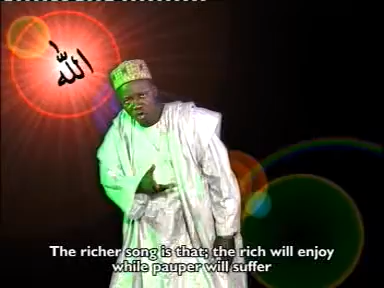 الله
The richer song is that; the rich will enjoy
while pauper will suffer